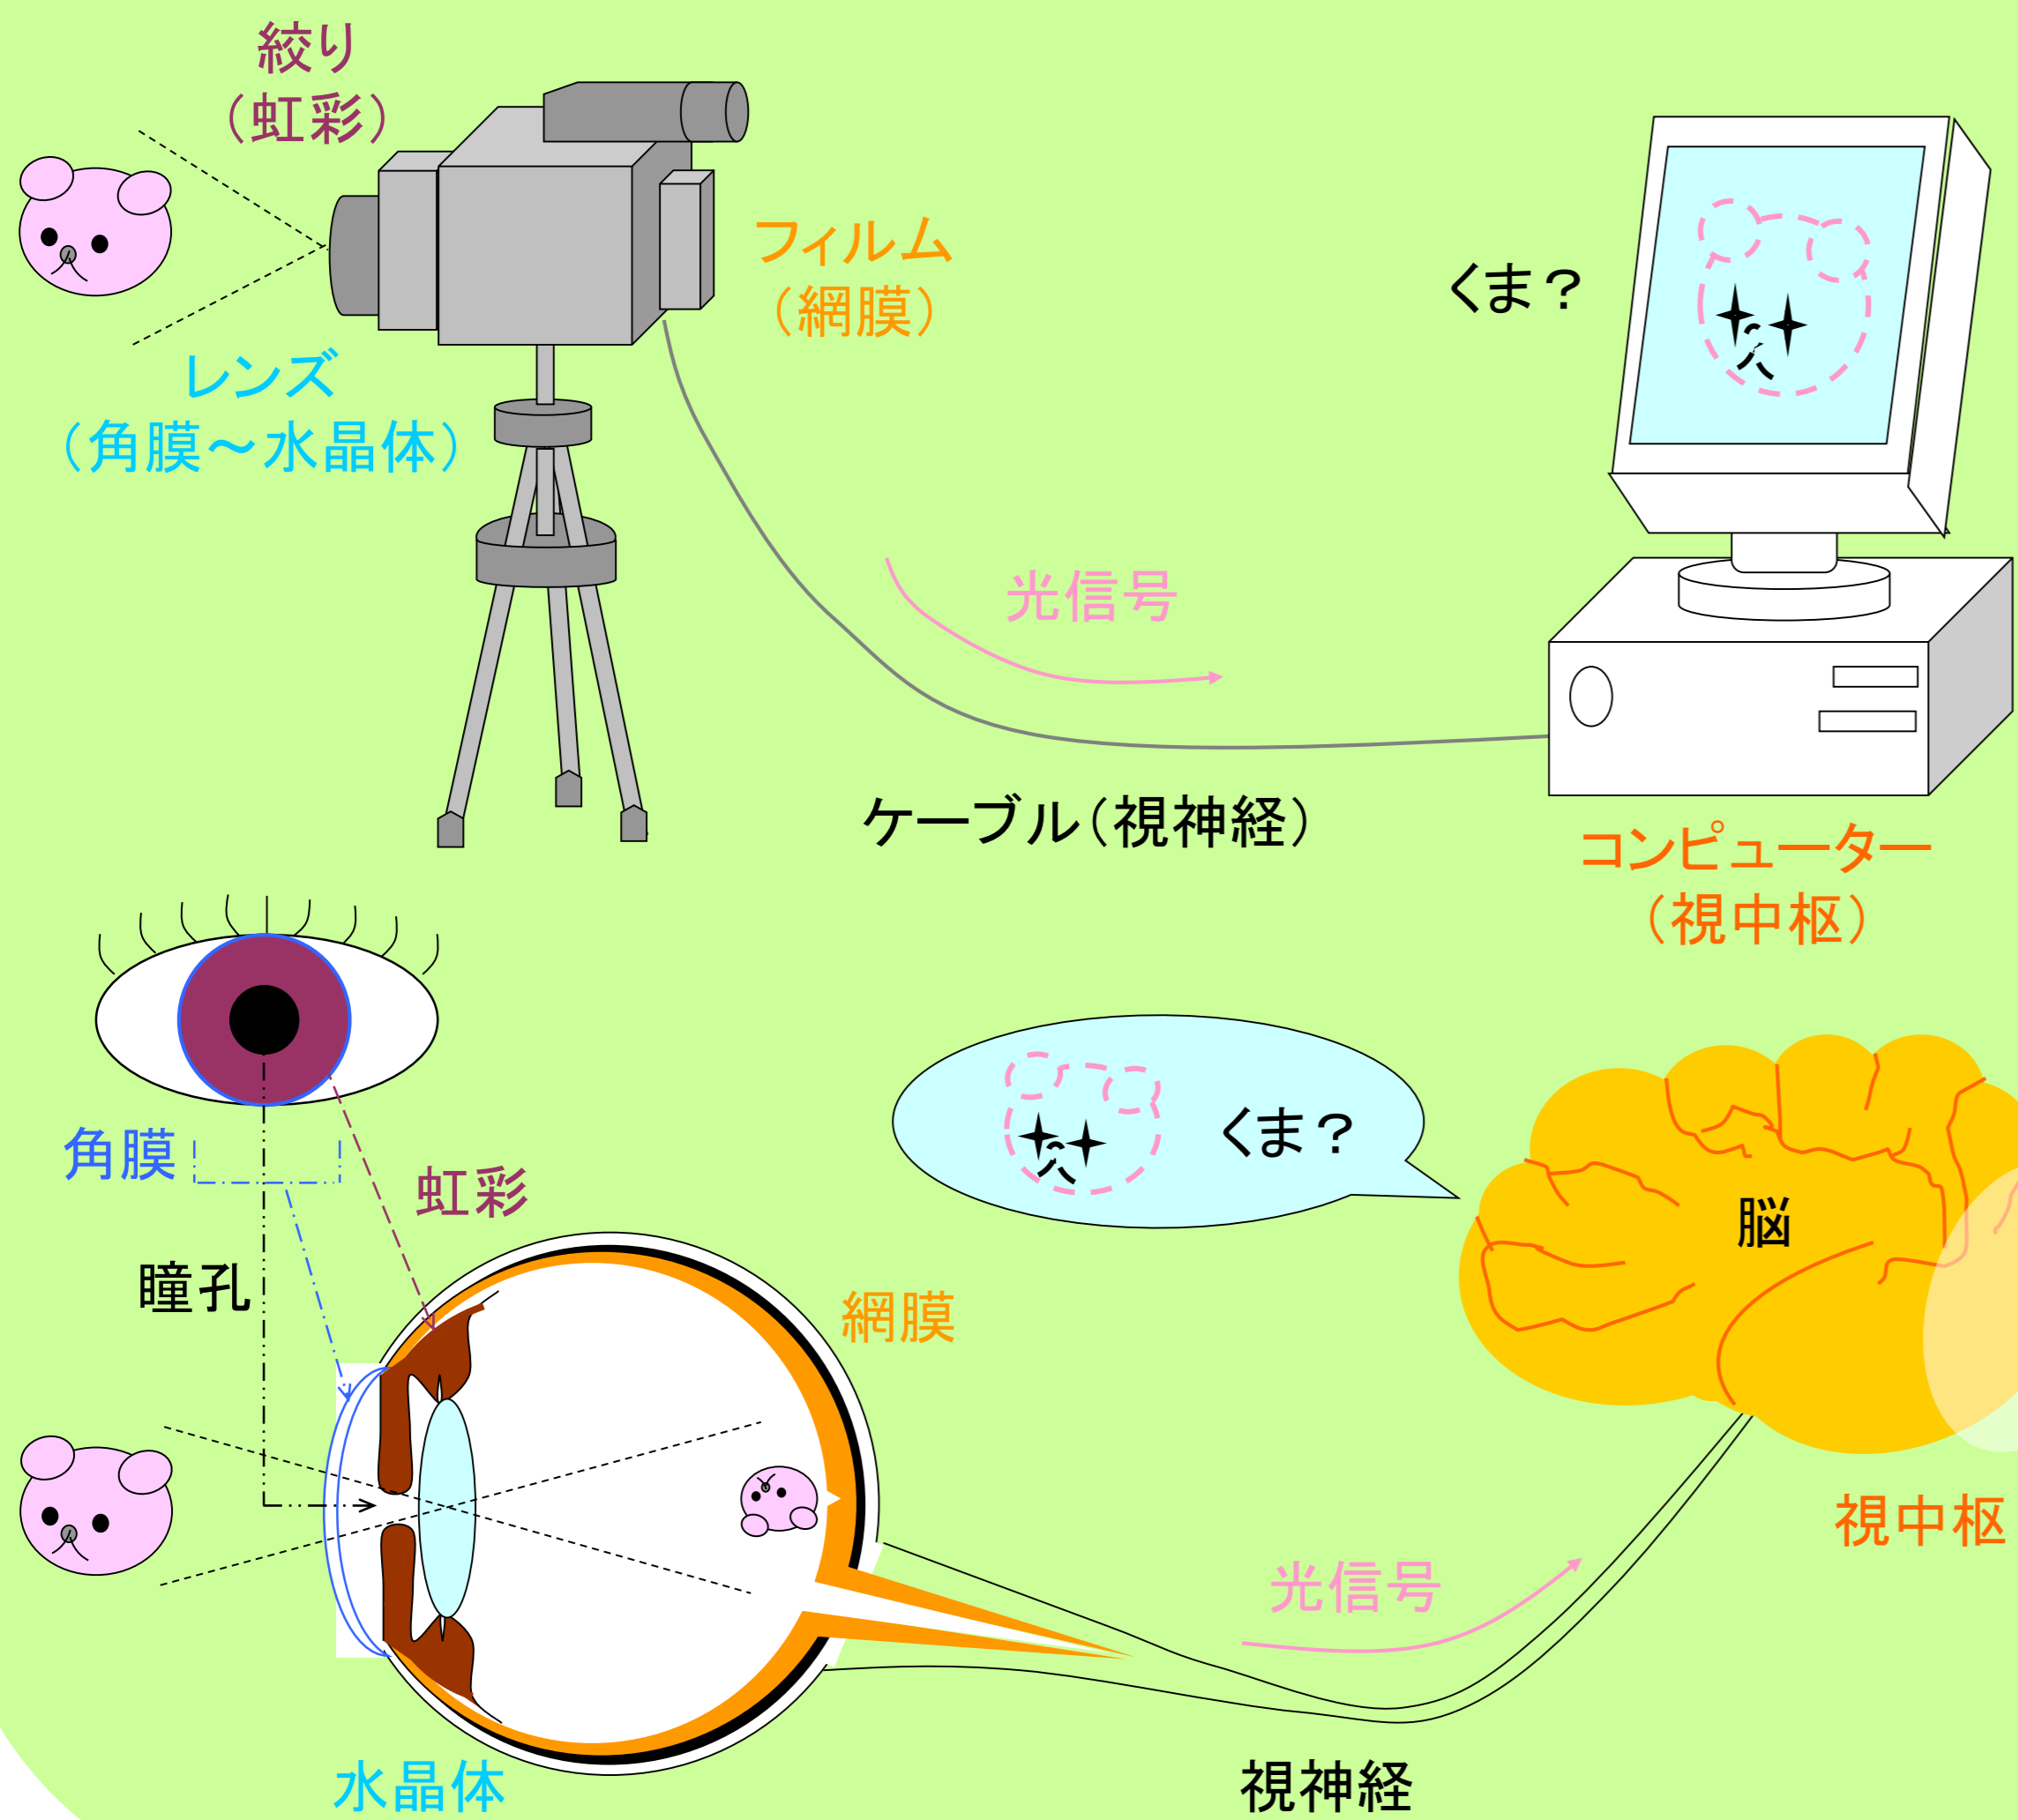 絞り
（虹彩）
レンズ
（角膜～水晶体）
フィルム
（網膜）
くま？
光信号
ケーブル（視神経）
コンピューター
（視中枢）
角膜
虹彩
瞳孔
網膜
くま？
脳
視中枢
光信号
水晶体
視神経